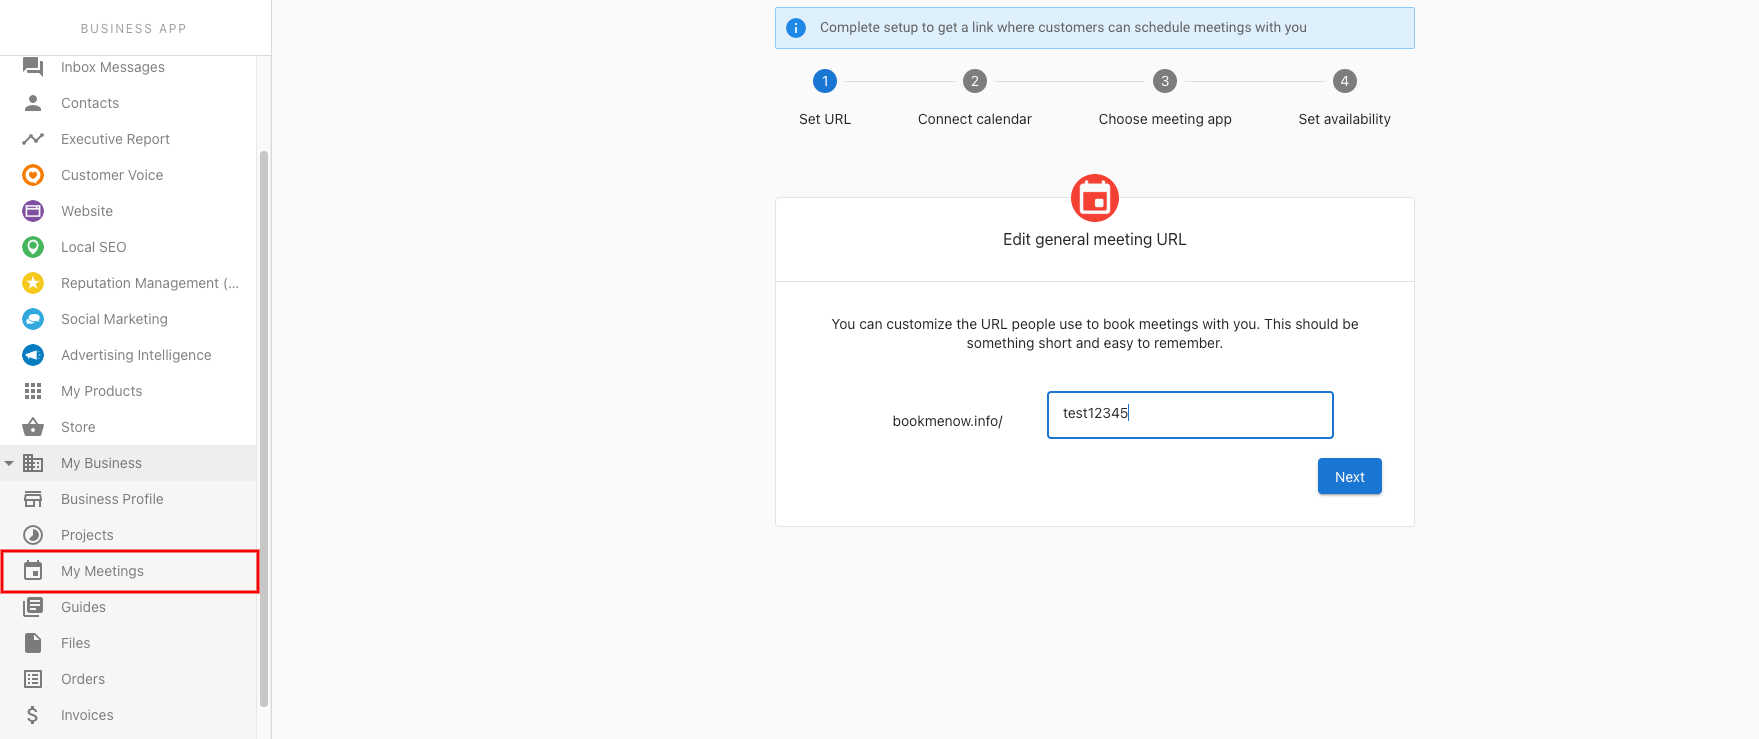 BUSINESS APP
Inbox Messages
Contacts
Executive Report
Customer Voice
Website
Local SEO
Reputation Management (...
Social Marketing
Advertising Intelligence
My Products
Store
My Business
Business Profile
Projects
My Meetings
Guides
Files
Orders
Invoices
Complete setup to get a link where customers can schedule meetings with you
1 2 3 4
Set URL Connect calendar Choose meeting app Set availability
Edit general meeting URL
You can customize the URL people use to book meetings with you. This should be
something short and easy to remember.
bookmenow.info/ test12345
Next